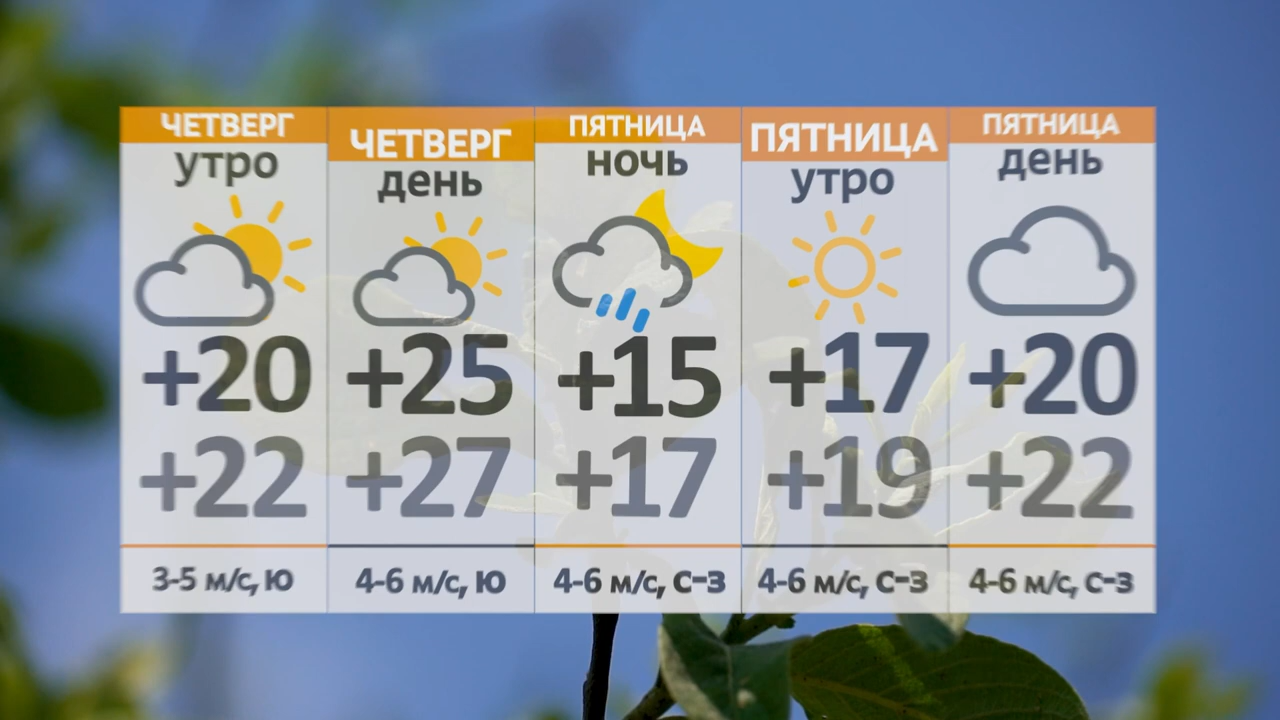 ЧЕТВЕРГ
утро
+20
+22
3-5 м/с, Ю
ЧЕТВЕРГ
день
+25
+27
4-6 м/с, Ю
ПЯТНИЦА
ночь
+15
+17
4-6 м/с, С-З
ПЯТНИЦА
утро
+17
+19
4-6 м/с, С-З
ПЯТНИЦА
день
+20
+22
4-6 м/с, С-З